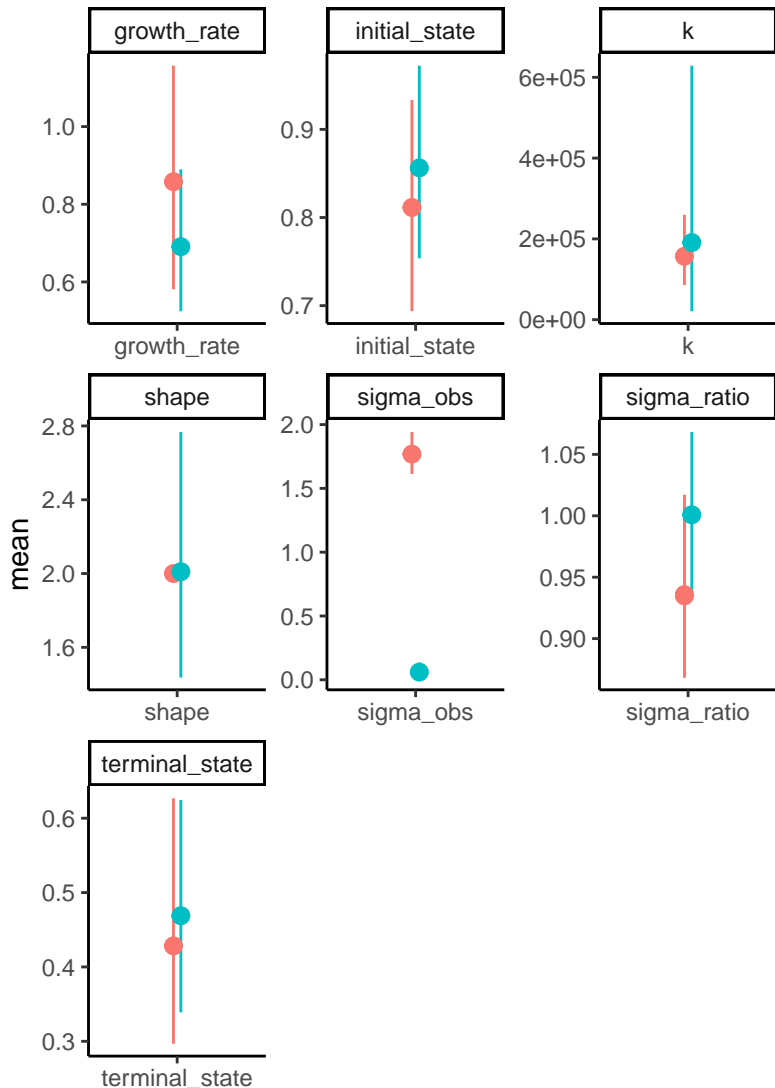 growth_rate
initial_state
k
1.0
0.8
0.6
0.9
0.8
0.7
6e+05
4e+05
2e+05
0e+00
growth_rate
initial_state
k
shape
sigma_obs
sigma_ratio
mean
2.8
2.4
2.0
1.6
2.0
1.5
1.0
0.5
0.0
1.05
1.00
0.95
0.90
shape
sigma_obs
sigma_ratio
terminal_state
0.6
0.5
0.4
0.3
terminal_state